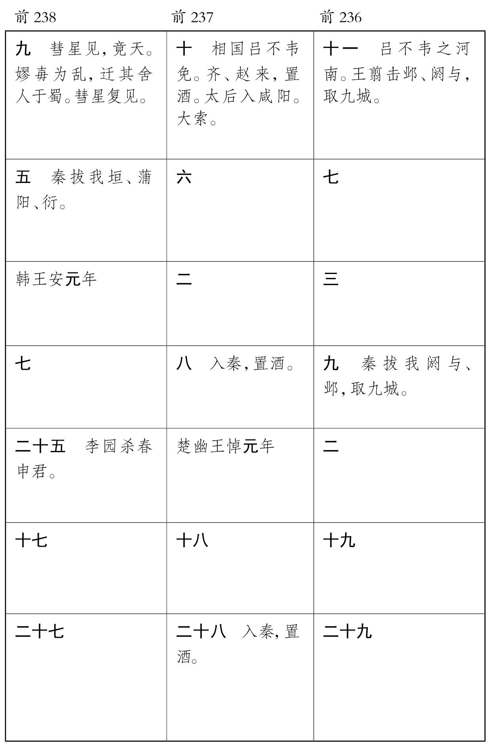 前 238
前 237
前 236
九 彗星见,竟天。
嫪毐为乱,迁其舍
人于蜀。彗星复见。
十 相国吕不韦
免。齐、赵来,置
酒。太后入咸阳。
大索。
十一 吕不韦之河
南。王翦击邺、阏与,
取九城。
五 秦拔我垣、蒲
阳、衍。
六
七
韩王安元年
二
三
七
八 入秦,置酒。
九 秦拔我阏与、
邺,取九城。
二十五 李园杀春
申君。
楚幽王悼元年
二
十七
十八
十九
二十七
二十八 入秦,置
酒。
二十九